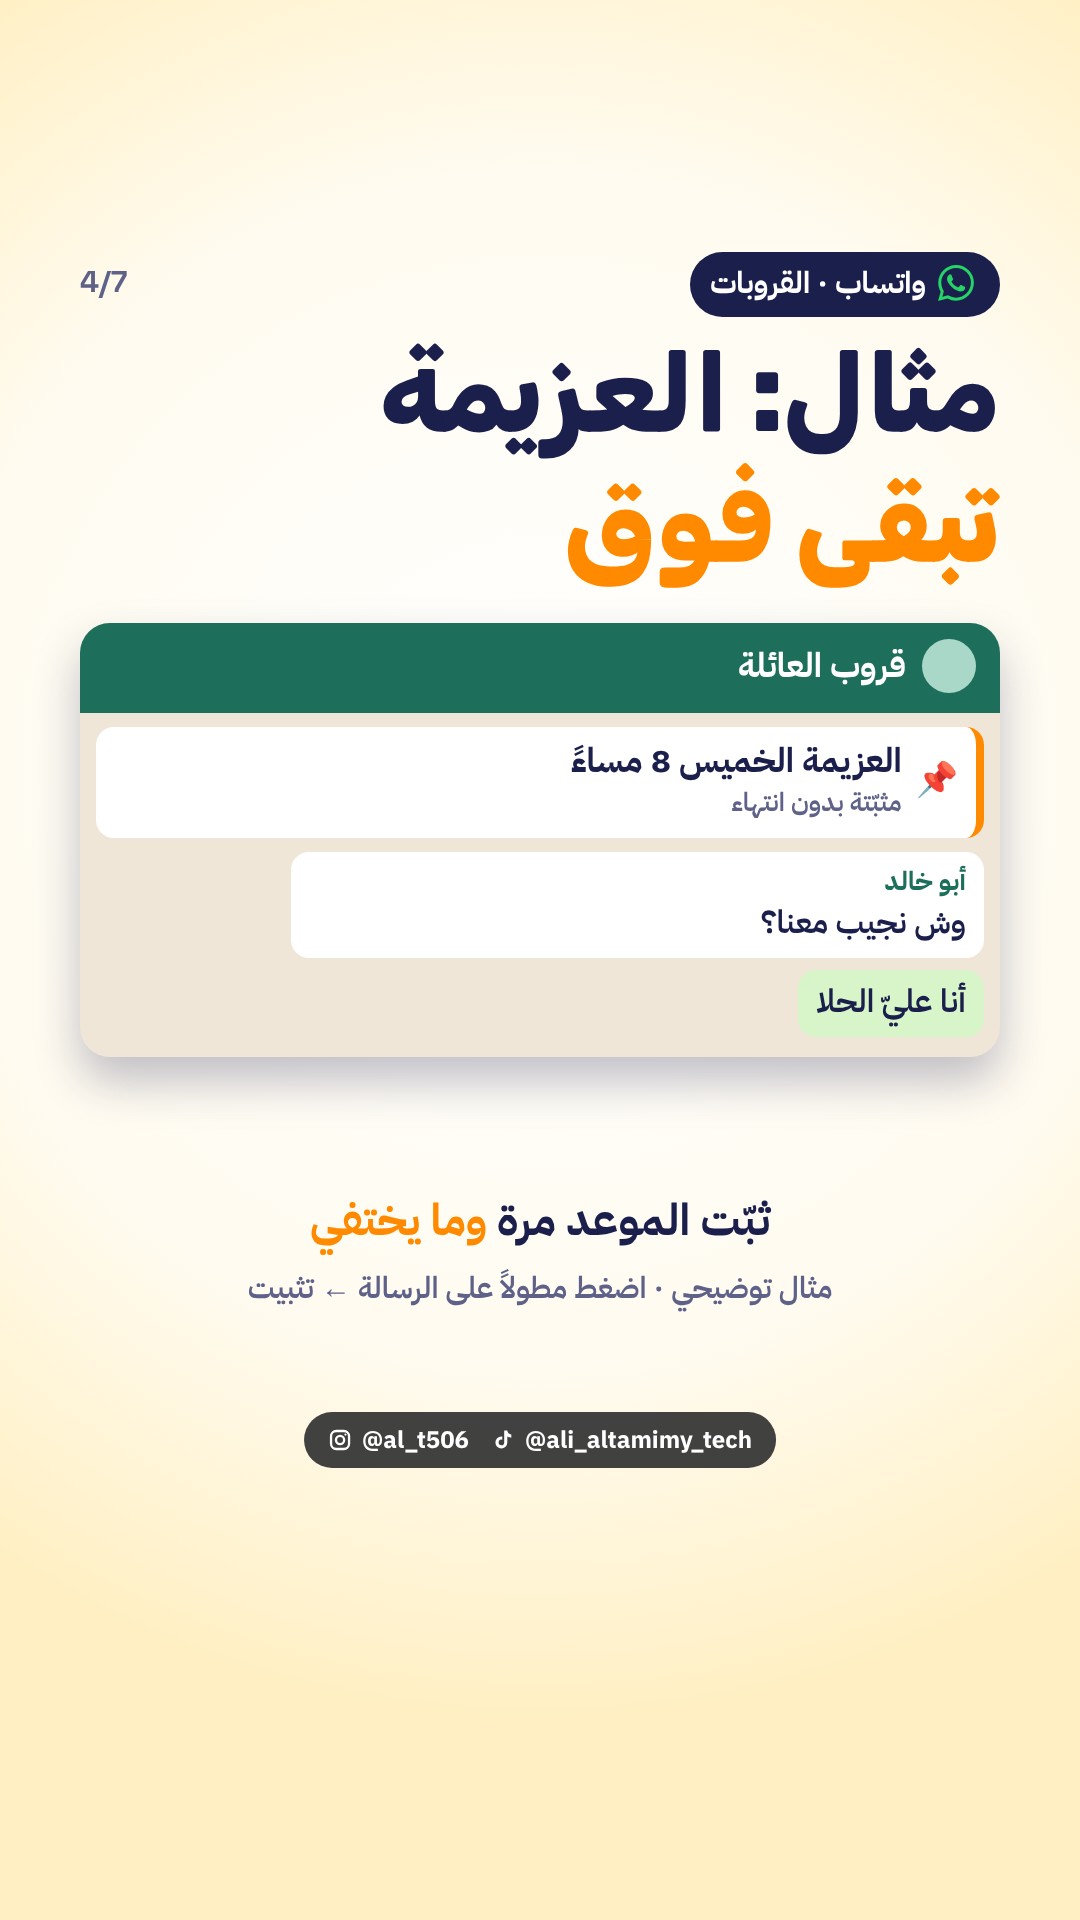 واتساب · القروبات
4/7
مثال: العزيمة
تبقى فوق
قروب العائلة
العزيمة الخميس 8 مساءً
مثبّتة بدون انتهاء
أبو خالد
وش نجيب معنا؟
أنا عليّ الحلا
ثبّت الموعد مرة وما يختفي
مثال توضيحي · اضغط مطولاً على الرسالة ← تثبيت
@al_t506 @ali_altamimy_tech